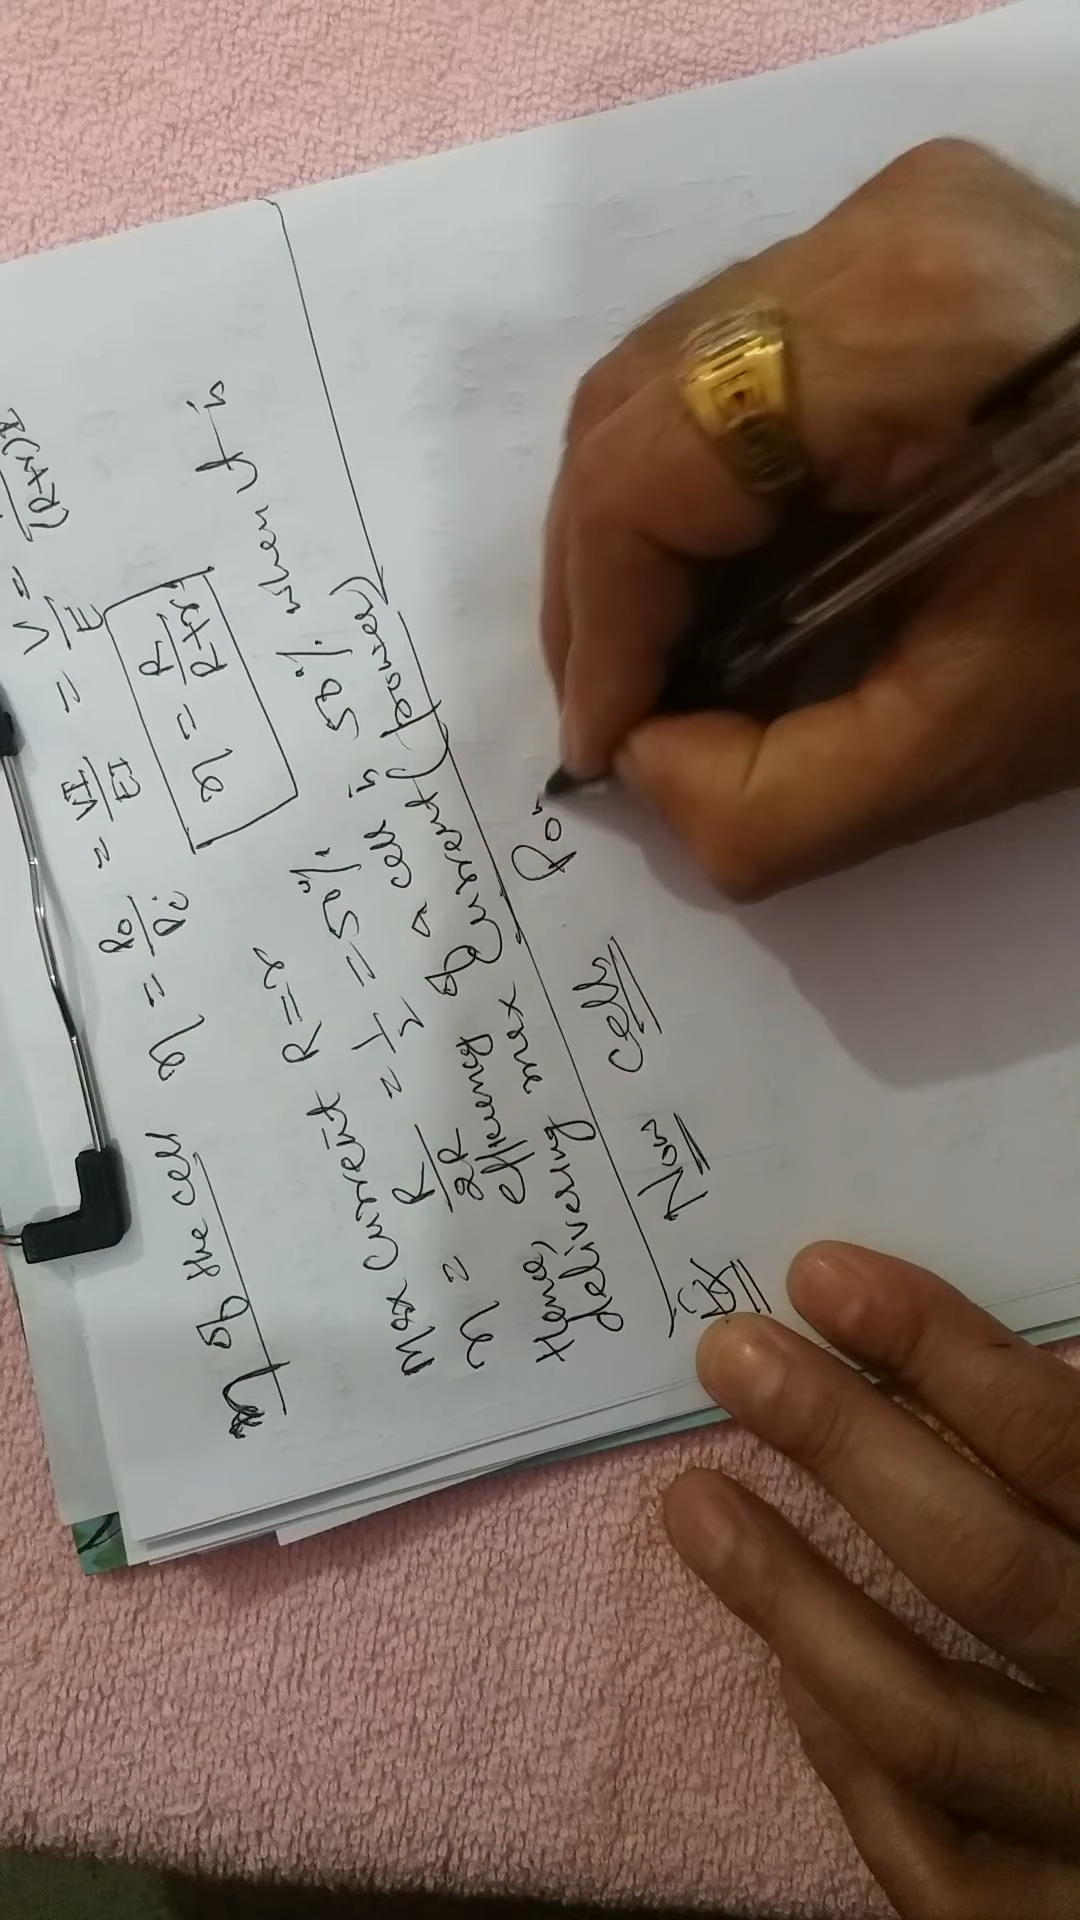 η of the cell η = Po/Pi = VI/EI = V/E = /(R+r)I
η = R/R+r
Max current R=r
η = R/2R = 1/2 = 50%
Hence, efficiency of a cell is 50%. when it is
delivering max current (power)
Now Cells